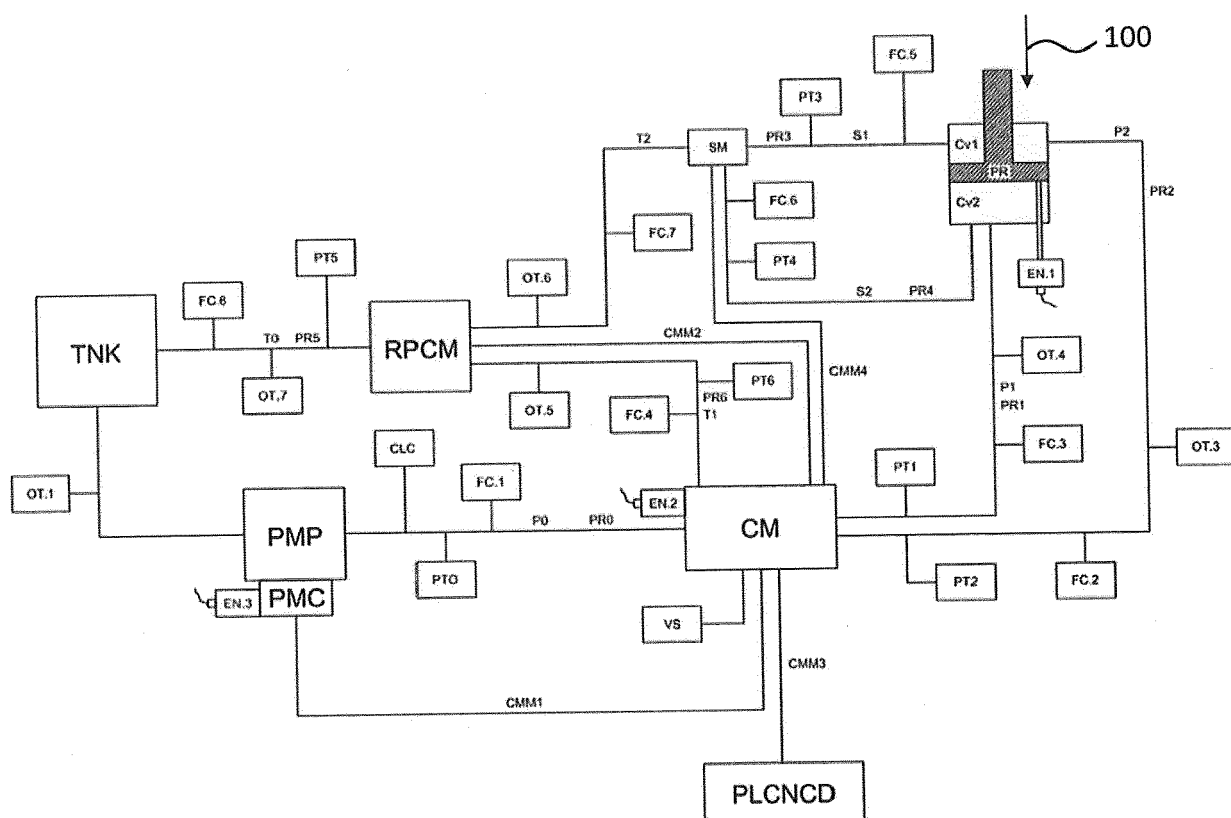 100
FC.5
PT3
T2
SM
PR3
S1
Cv1
P2
PR
PR2
Cv2
FC.6
FC.7
PT5
PT4
OT.6
EN.1
FC.8
S2
PR4
TNK
T0
PR5
RPCM
CMM2
OT.4
CMM4
PT6
OT.7
OT.5
PR6
P1
FC.4
T1
PR1
CLC
FC.3
OT.3
PT1
FC.1
OT.1
EN.2
PMP
P0
PR0
CM
PTO
PT2
FC.2
EN.3
PMC
VS
CMM3
CMM1
PLCNCD